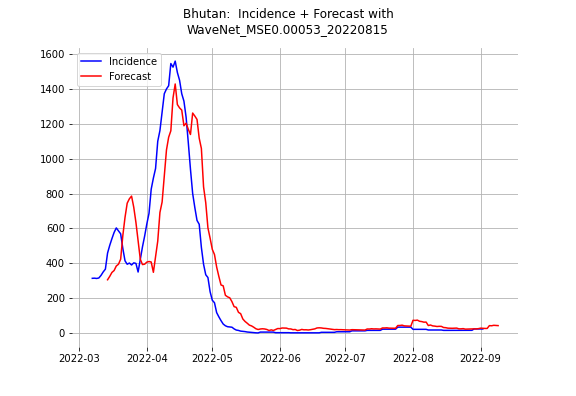 Bhutan:  Incidence + Forecast with
WaveNet_MSE0.00053_20220815
Incidence
Forecast
1600
1400
1200
1000
800
600
400
200
0
2022-03 2022-04 2022-05 2022-06 2022-07 2022-08 2022-09